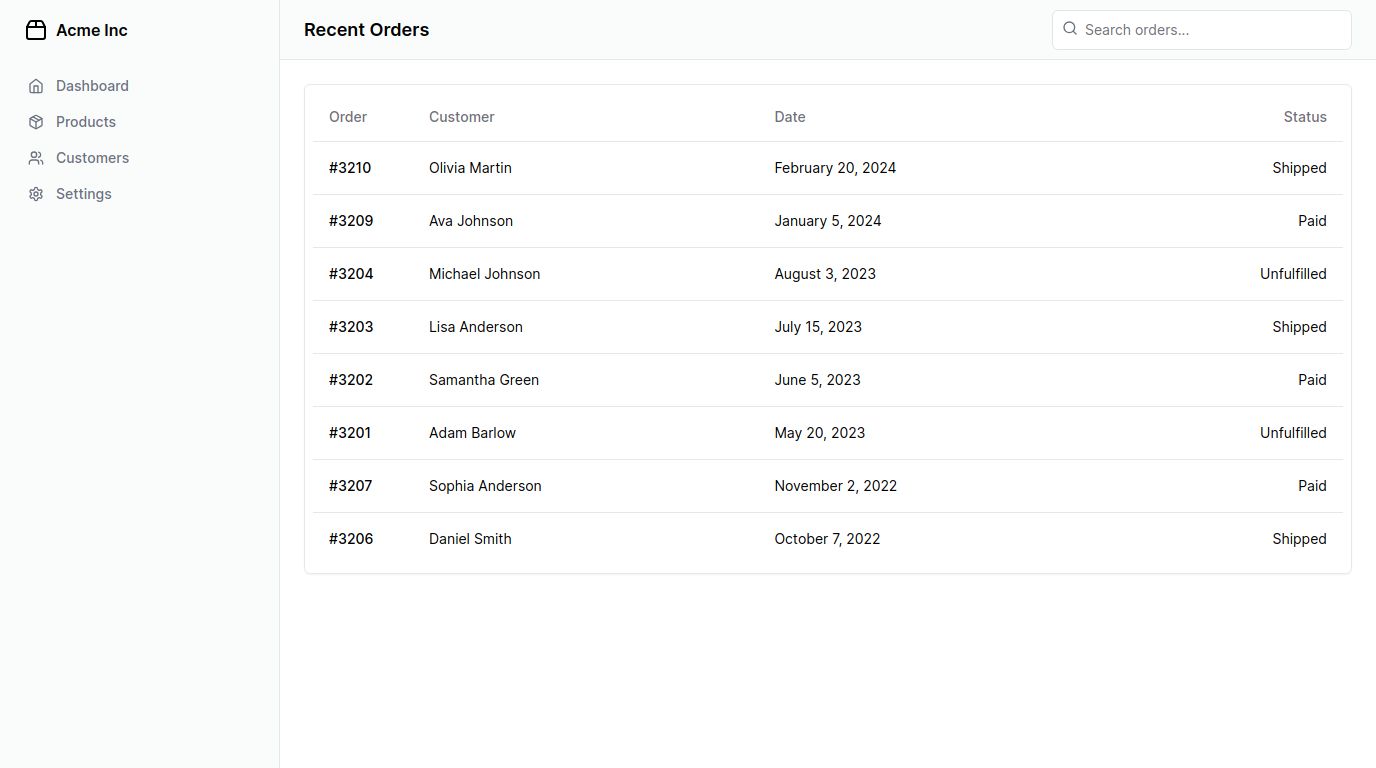 Acme Inc
Recent Orders
Search orders...
Dashboard
Products
Customers
Settings
Order Customer Date Status
#3210 Olivia Martin February 20, 2024 Shipped
#3209 Ava Johnson January 5, 2024 Paid
#3204 Michael Johnson August 3, 2023 Unfulfilled
#3203 Lisa Anderson July 15, 2023 Shipped
#3202 Samantha Green June 5, 2023 Paid
#3201 Adam Barlow May 20, 2023 Unfulfilled
#3207 Sophia Anderson November 2, 2022 Paid
#3206 Daniel Smith October 7, 2022 Shipped